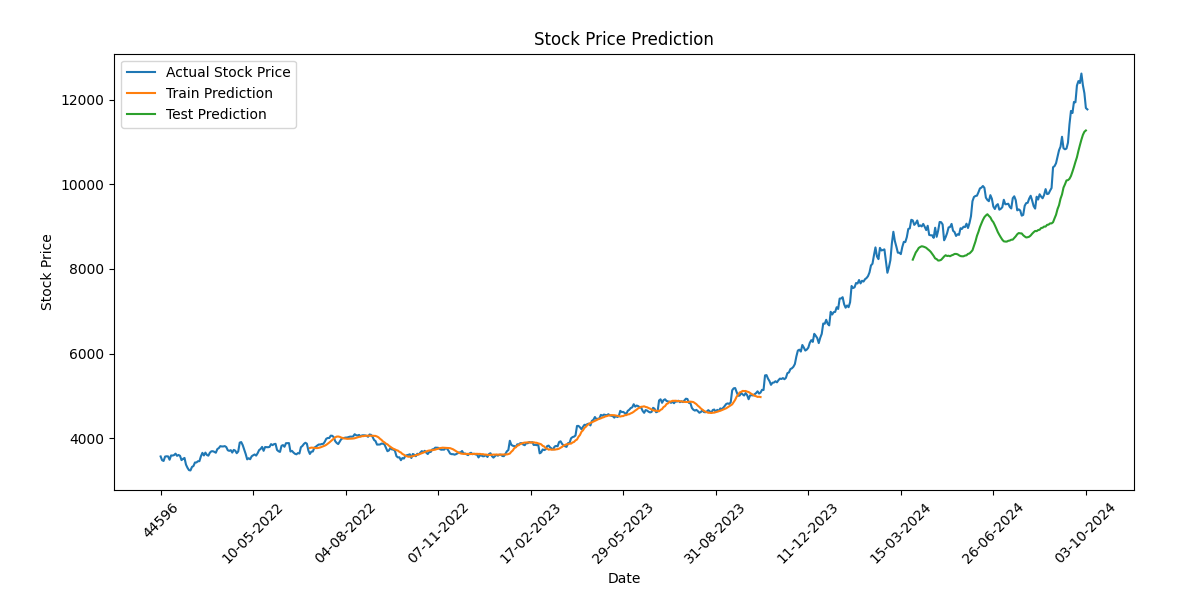 Stock Price Prediction
Actual Stock Price
Train Prediction
Test Prediction
Stock Price
12000
10000
8000
6000
4000
44596
10-05-2022
04-08-2022
07-11-2022
17-02-2023
29-05-2023
31-08-2023
11-12-2023
15-03-2024
26-06-2024
03-10-2024
Date